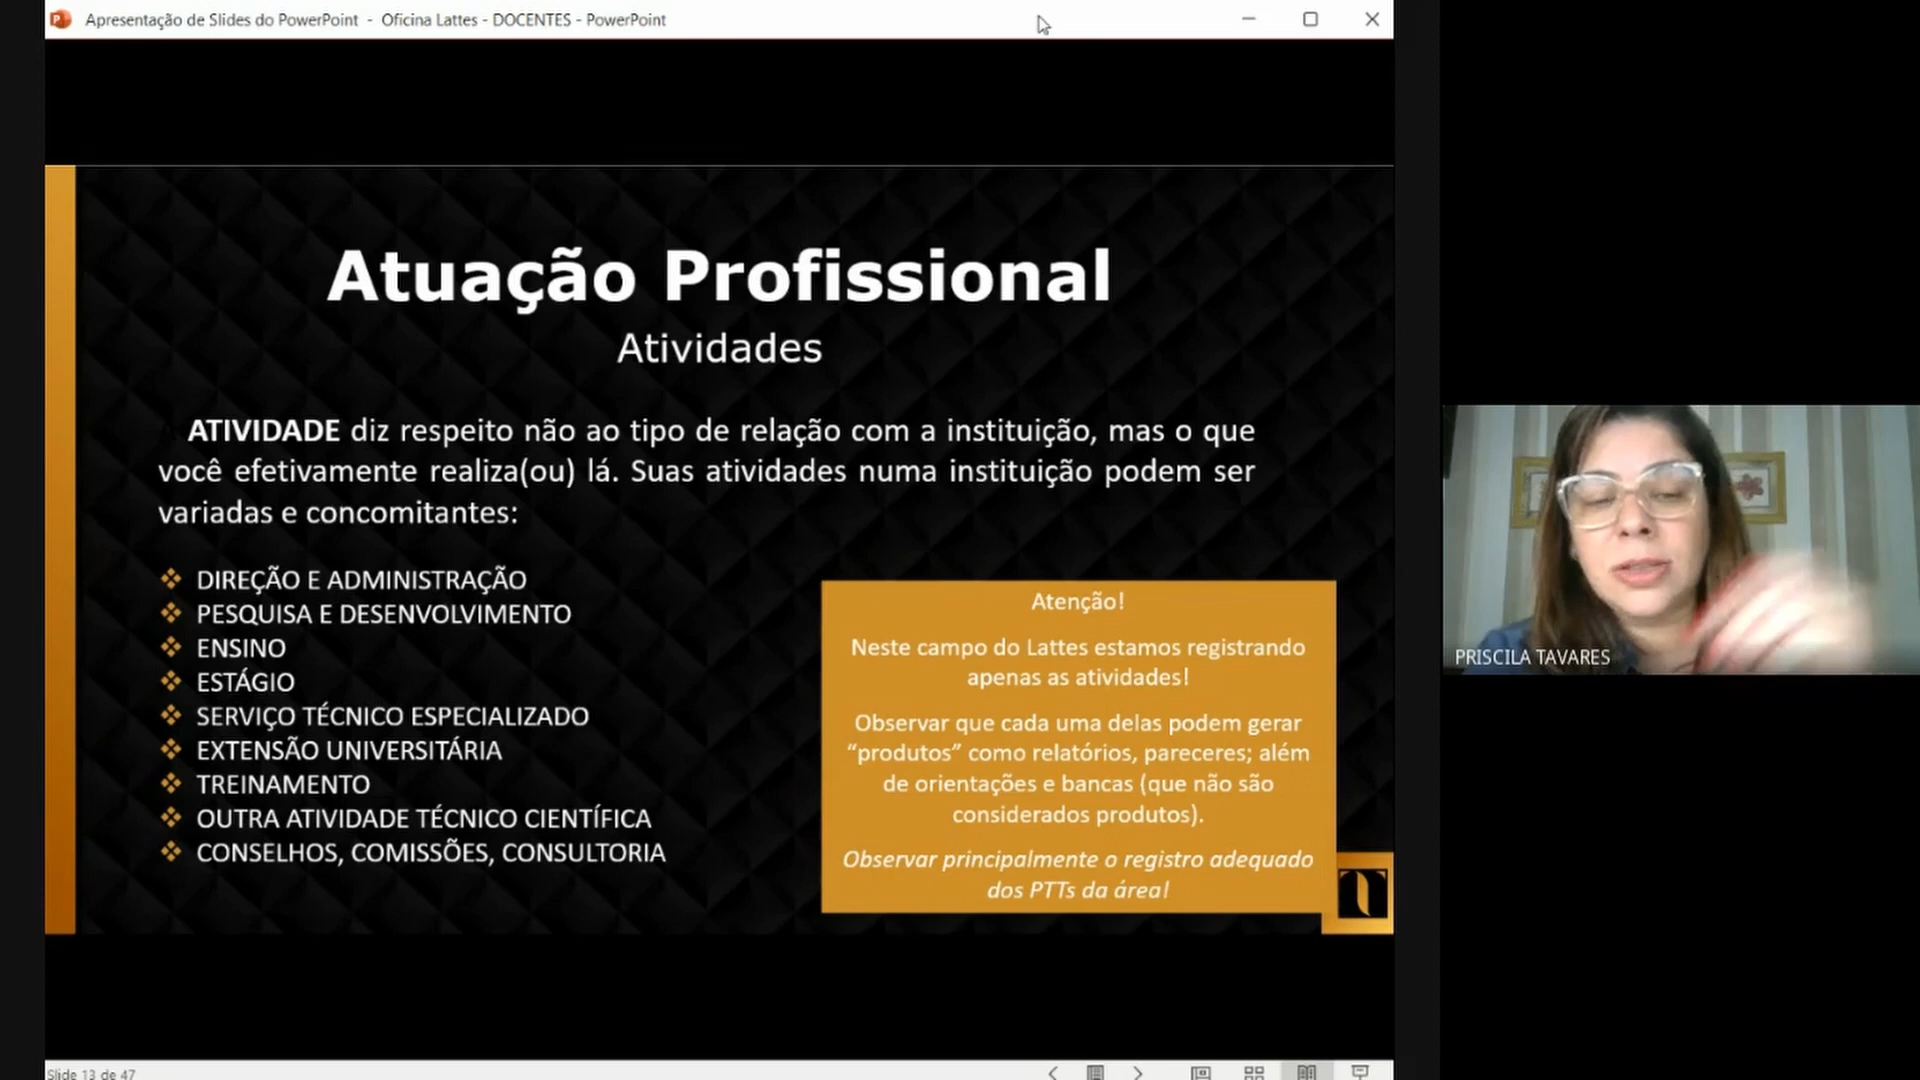 Apresentação de Slides do PowerPoint - Oficina Lattes - DOCENTES - PowerPoint
Atuação Profissional
Atividades
ATIVIDADE diz respeito não ao tipo de relação com a instituição, mas o que
você efetivamente realiza(ou) lá. Suas atividades numa instituição podem ser
variadas e concomitantes:
DIREÇÃO E ADMINISTRAÇÃO
PESQUISA E DESENVOLVIMENTO
ENSINO
ESTÁGIO
SERVIÇO TÉCNICO ESPECIALIZADO
EXTENSÃO UNIVERSITÁRIA
TREINAMENTO
OUTRA ATIVIDADE TÉCNICO CIENTÍFICA
CONSELHOS, COMISSÕES, CONSULTORIA
Atenção!
Neste campo do Lattes estamos registrando
apenas as atividades!
Observar que cada uma delas podem gerar
“produtos” como relatórios, pareceres; além
de orientações e bancas (que não são
considerados produtos).
Observar principalmente o registro adequado
dos PTTs da área!
PRISCILA TAVARES
Slide 13 de 47